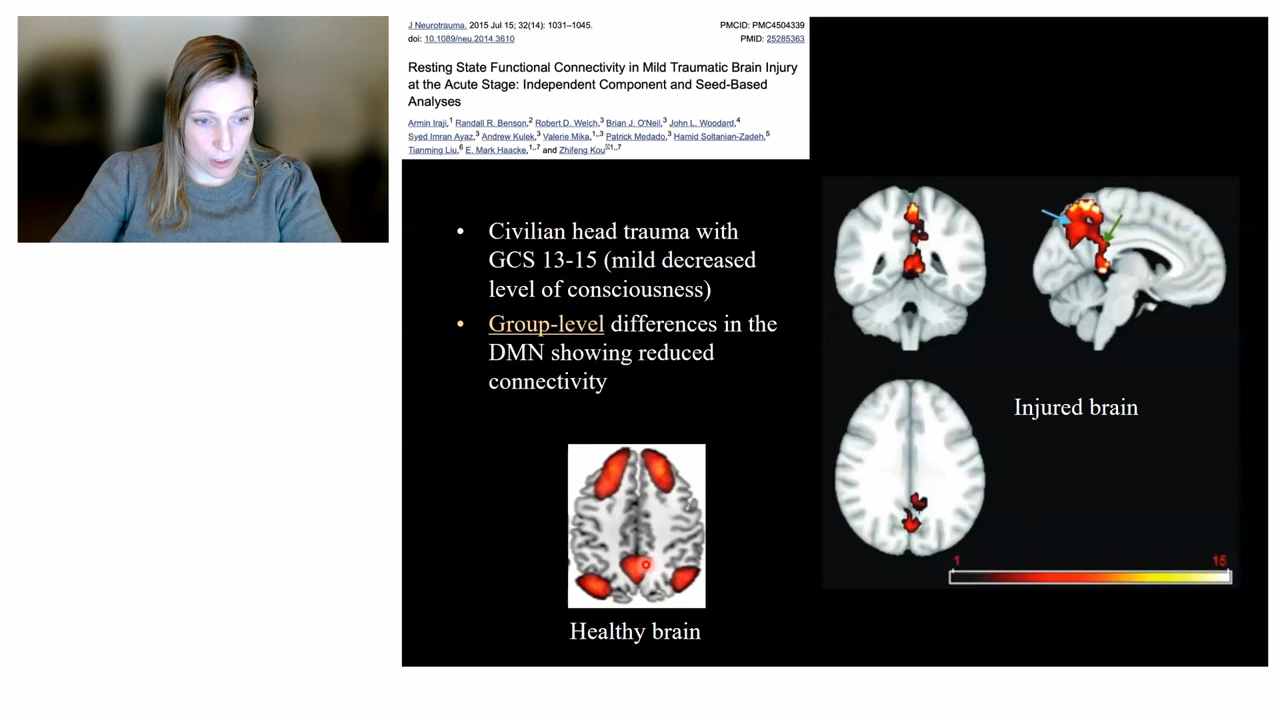 J Neurotrauma. 2015 Jul 15; 32(14): 1031–1045.
PMCID: PMC4504339
doi: 10.1089/neu.2014.3610
PMID: 25285363
Resting State Functional Connectivity in Mild Traumatic Brain Injury
at the Acute Stage: Independent Component and Seed-Based
Analyses
Armin Iraji,1 Randall R. Benson,2 Robert D. Welch,3 Brian J. O'Neil,3 John L. Woodard,4
Syed Imran Ayaz,3 Andrew Kulek,3 Valerie Mika,1,,3 Patrick Medado,3 Hamid Soltanian-Zadeh,5
Tianming Liu,6 E. Mark Haacke,1,,7 and Zhifeng Kou✉1,,7
• Civilian head trauma with
GCS 13-15 (mild decreased
level of consciousness)
• Group-level differences in the
DMN showing reduced
connectivity
Injured brain
1 15
Healthy brain